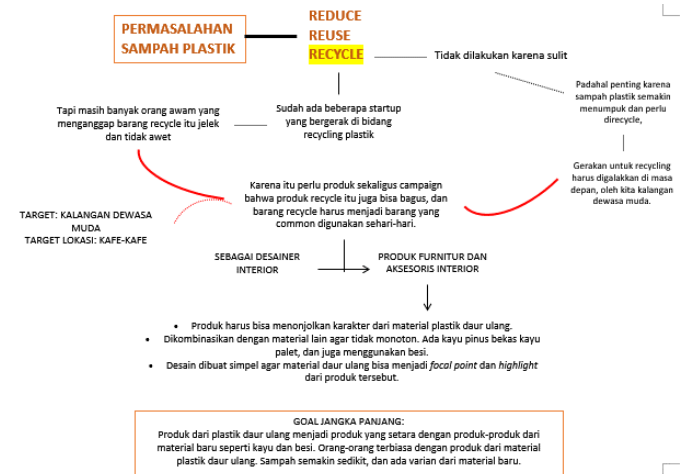 PERMASALAHAN
SAMPAH PLASTIK
REDUCE
REUSE
RECYCLE
Tidak dilakukan karena sulit
Padahal penting karena
sampah plastik semakin
menumpuk dan perlu
direcycle,
Sudah ada beberapa startup
yang bergerak di bidang
recycling plastik
Tapi masih banyak orang awam yang
menganggap barang recycle itu jelek
dan tidak awet
Gerakan untuk recycling
harus digalakkan di masa
depan, oleh kita kalangan
dewasa muda.
Karena itu perlu produk sekaligus campaign
bahwa produk recycle itu juga bisa bagus, dan
barang recycle harus menjadi barang yang
common digunakan sehari-hari.
TARGET: KALANGAN DEWASA
MUDA
TARGET LOKASI: KAFE-KAFE
SEBAGAI DESAINER
INTERIOR
PRODUK FURNITUR DAN
AKSESORIS INTERIOR
• Produk harus bisa menonjolkan karakter dari material plastik daur ulang.
• Dikombinasikan dengan material lain agar tidak monoton. Ada kayu pinus bekas kayu
palet, dan juga menggunakan besi.
• Desain dibuat simpel agar material daur ulang bisa menjadi focal point dan highlight
dari produk tersebut.
GOAL JANGKA PANJANG:
Produk dari plastik daur ulang menjadi produk yang setara dengan produk-produk dari
material baru seperti kayu dan besi. Orang-orang terbiasa dengan produk dari material
plastik daur ulang. Sampah semakin sedikit, dan ada varian dari material baru.